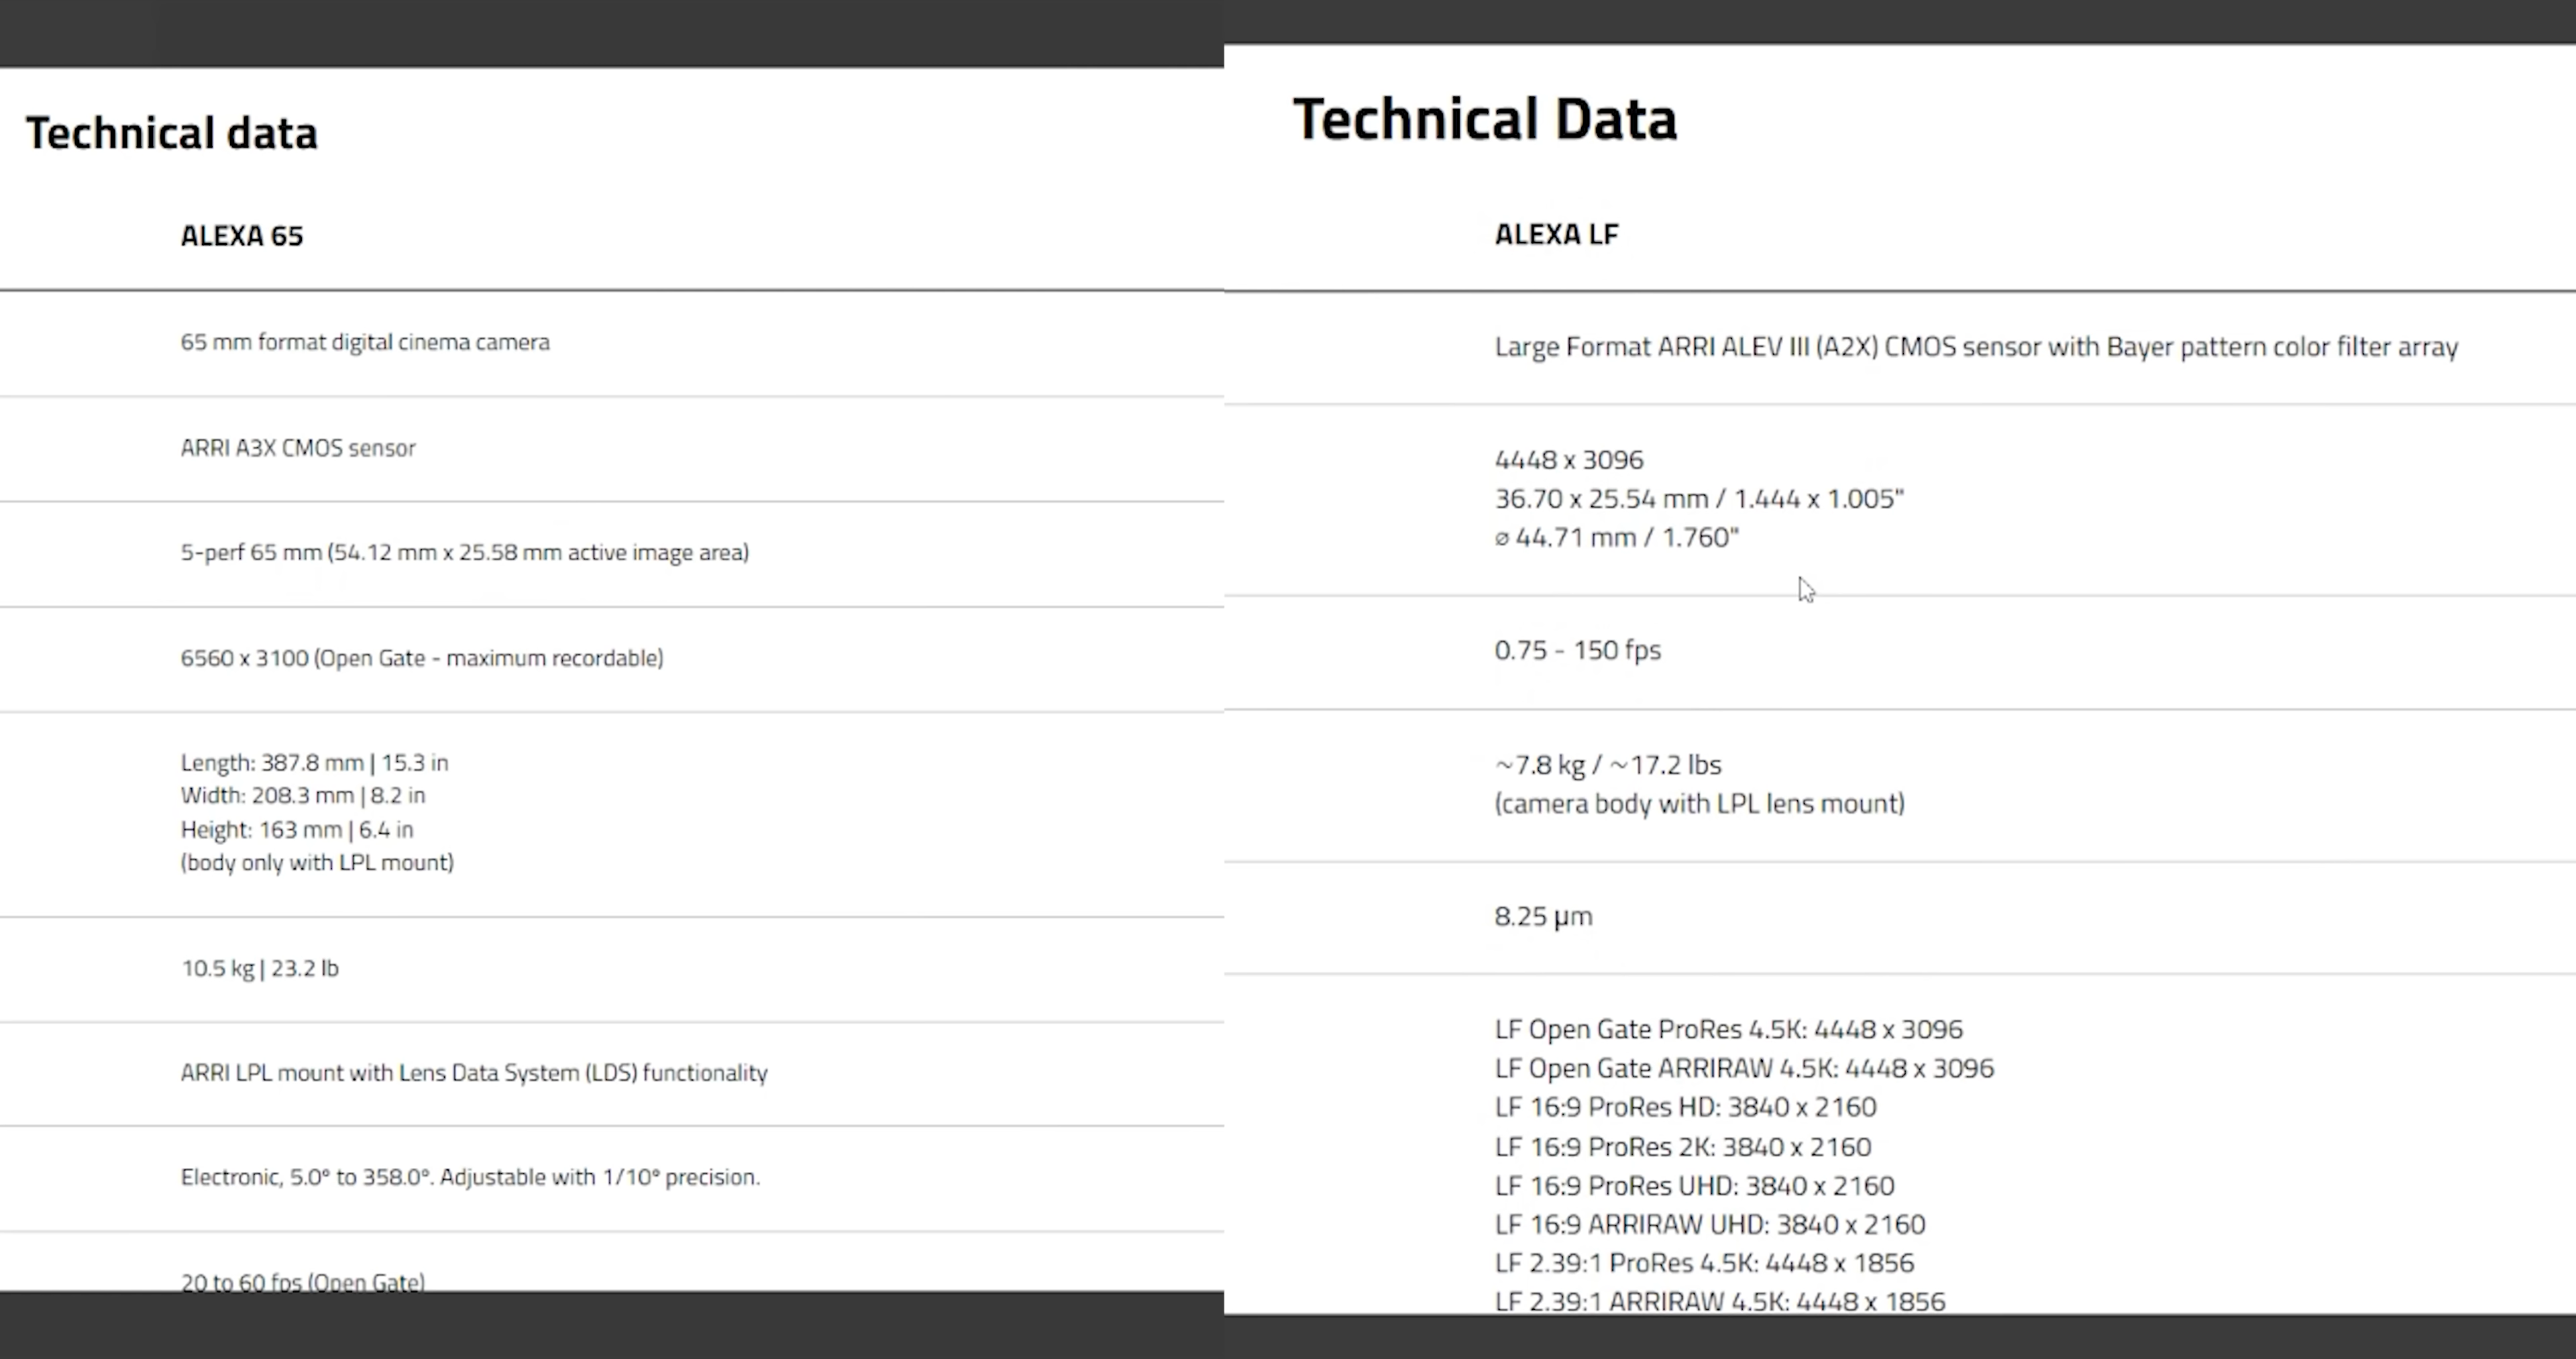 Technical data
ALEXA 65
65 mm format digital cinema camera
ARRI A3X CMOS sensor
5-perf 65 mm (54.12 mm x 25.58 mm active image area)
6560 x 3100 (Open Gate - maximum recordable)
Length: 387.8 mm | 15.3 in
Width: 208.3 mm | 8.2 in
Height: 163 mm | 6.4 in
(body only with LPL mount)
10.5 kg | 23.2 lb
ARRI LPL mount with Lens Data System (LDS) functionality
Electronic, 5.0° to 358.0°. Adjustable with 1/10° precision.
20 to 60 fps (Open Gate)
Technical Data
ALEXA LF
Large Format ARRI ALEV III (A2X) CMOS sensor with Bayer pattern color filter array
4448 x 3096
36.70 x 25.54 mm / 1.444 x 1.005"
⌀ 44.71 mm / 1.760"
0.75 - 150 fps
~7.8 kg / ~17.2 lbs
(camera body with LPL lens mount)
8.25 µm
LF Open Gate ProRes 4.5K: 4448 x 3096
LF Open Gate ARRIRAW 4.5K: 4448 x 3096
LF 16:9 ProRes HD: 3840 x 2160
LF 16:9 ProRes 2K: 3840 x 2160
LF 16:9 ProRes UHD: 3840 x 2160
LF 16:9 ARRIRAW UHD: 3840 x 2160
LF 2.39:1 ProRes 4.5K: 4448 x 1856
LF 2.39:1 ARRIRAW 4.5K: 4448 x 1856